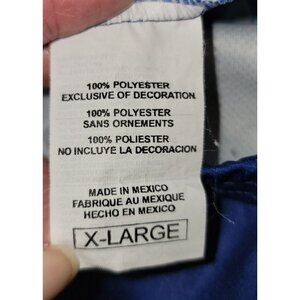 100% POLYESTER
EXCLUSIVE OF DECORATION
100% POLYESTER
SANS ORNEMENTS
100% POLIESTER
NO INCLUYE LA DECORACION
MADE IN MEXICO
FABRIQUE AU MEXIQUE
HECHO EN MEXICO
X-LARGE